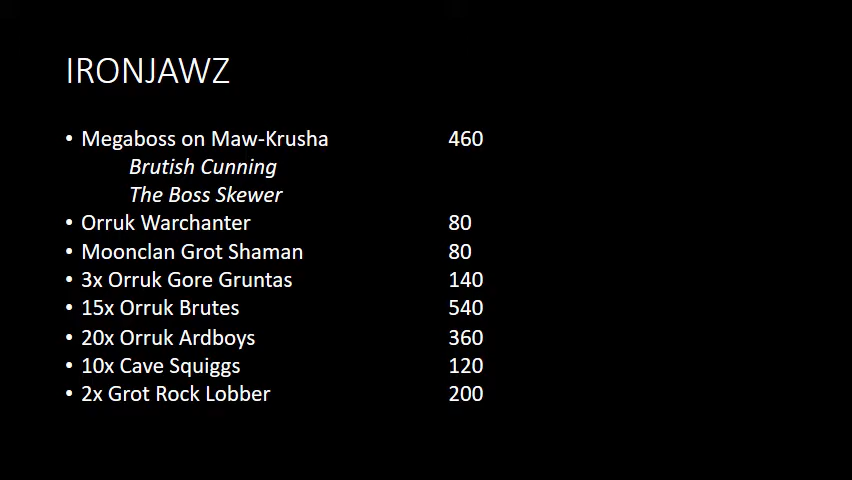 IRONJAWZ
• Megaboss on Maw-Krusha 460
Brutish Cunning
The Boss Skewer
• Orruk Warchanter 80
• Moonclan Grot Shaman 80
• 3x Orruk Gore Gruntas 140
• 15x Orruk Brutes 540
• 20x Orruk Ardboys 360
• 10x Cave Squiggs 120
• 2x Grot Rock Lobber 200